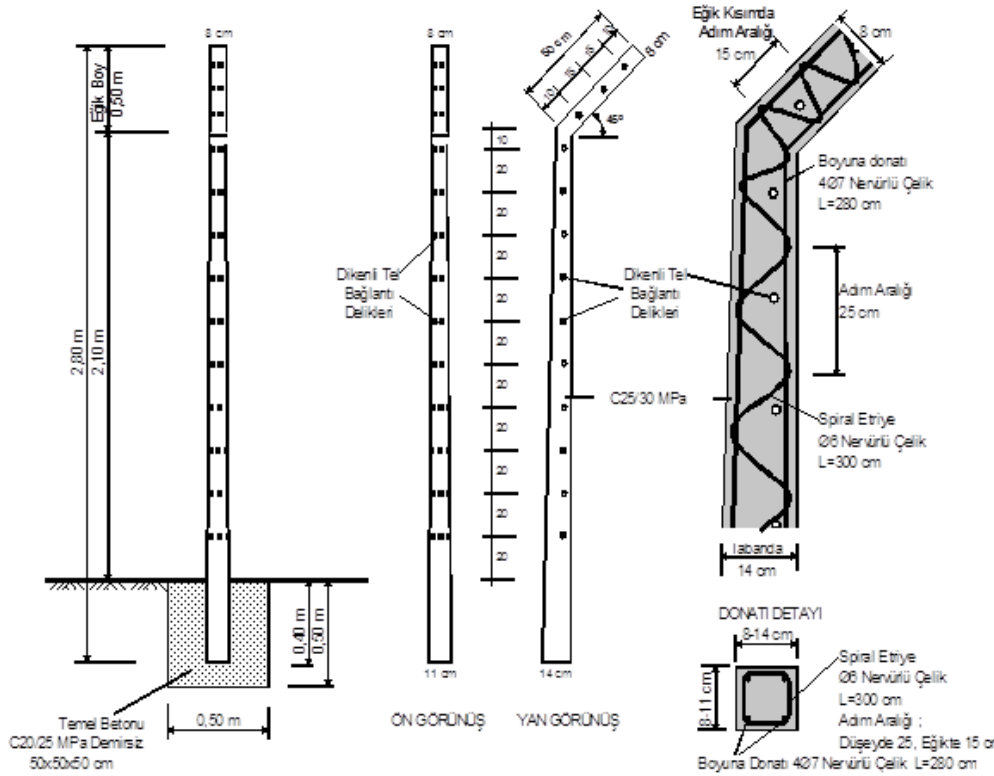 8 cm
8 cm
50 cm
10
15
15
10
8 cm
45°
Eğik Kısımda
Adım Aralığı
15 cm
8 cm
Eğik Boy
0,50 m
2,80 m
2,10 m
10
20
20
20
20
20
20
20
20
20
20
Dikenli Tel
Bağlantı
Delikleri
Dikenli Tel
Bağlantı
Delikleri
Boyuna donatı
4Ø7 Nervürlü Çelik
L=280 cm
Adım Aralığı
25 cm
C25/30 MPa
Spiral Etriye
Ø6 Nervürlü Çelik
L=300 cm
Tabanda
14 cm
0,40 m
0,50 m
11 cm
14 cm
Temel Betonu
C20/25 MPa Demirsiz
50x50x50 cm
0,50 m
ÖN GÖRÜNÜŞ
YAN GÖRÜNÜŞ
DONATI DETAYI
8-14 cm
8-11 cm
Spiral Etriye
Ø6 Nervürlü Çelik
L=300 cm
Adım Aralığı ;
Düşeyde 25, Eğikte 15 c
Boyuna Donatı 4Ø7 Nervürlü Çelik L=280 cm